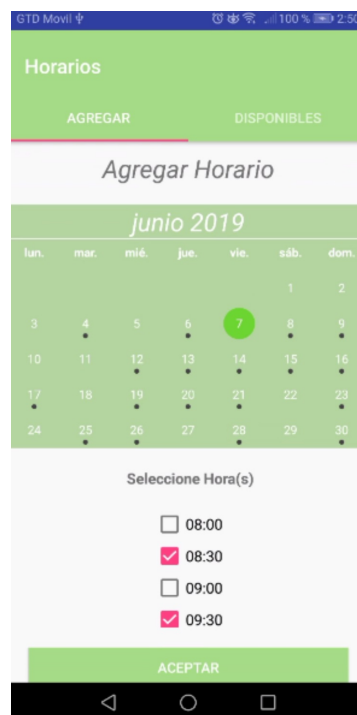 GTD Movil 100 % 2:50
Horarios
AGREGAR DISPONIBLES
Agregar Horario
junio 2019
lun. mar. mié. jue. vie. sáb. dom.
1 2
3 4 5 6 7 8 9
10 11 12 13 14 15 16
17 18 19 20 21 22 23
24 25 26 27 28 29 30
Seleccione Hora(s)
08:00
08:30
09:00
09:30
ACEPTAR